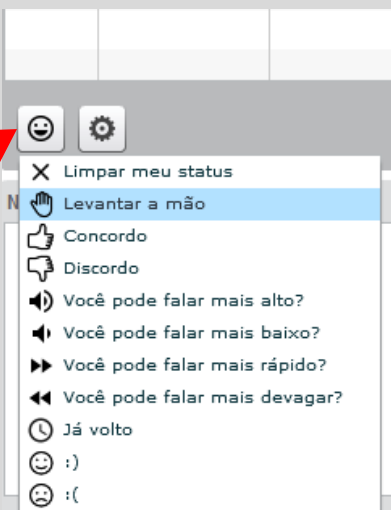 Limpar meu status
N
Levantar a mão
Concordo
Discordo
Você pode falar mais alto?
Você pode falar mais baixo?
Você pode falar mais rápido?
Você pode falar mais devagar?
Já volto
:)
:(